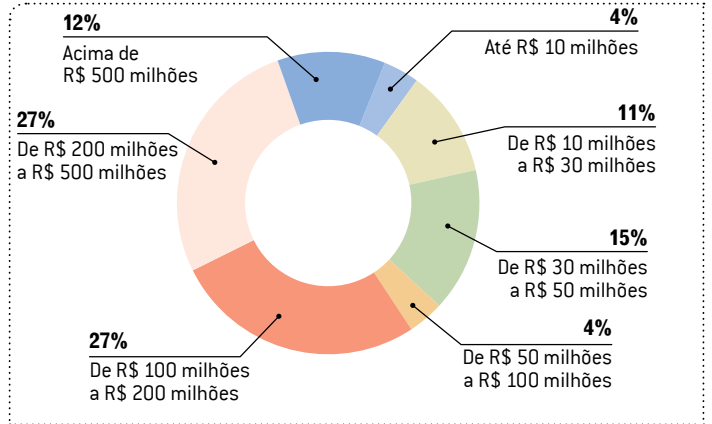 12%
Acima de
R$ 500 milhões
4%
Até R$ 10 milhões
27%
De R$ 200 milhões
a R$ 500 milhões
11%
De R$ 10 milhões
a R$ 30 milhões
15%
De R$ 30 milhões
a R$ 50 milhões
27%
De R$ 100 milhões
a R$ 200 milhões
4%
De R$ 50 milhões
a R$ 100 milhões